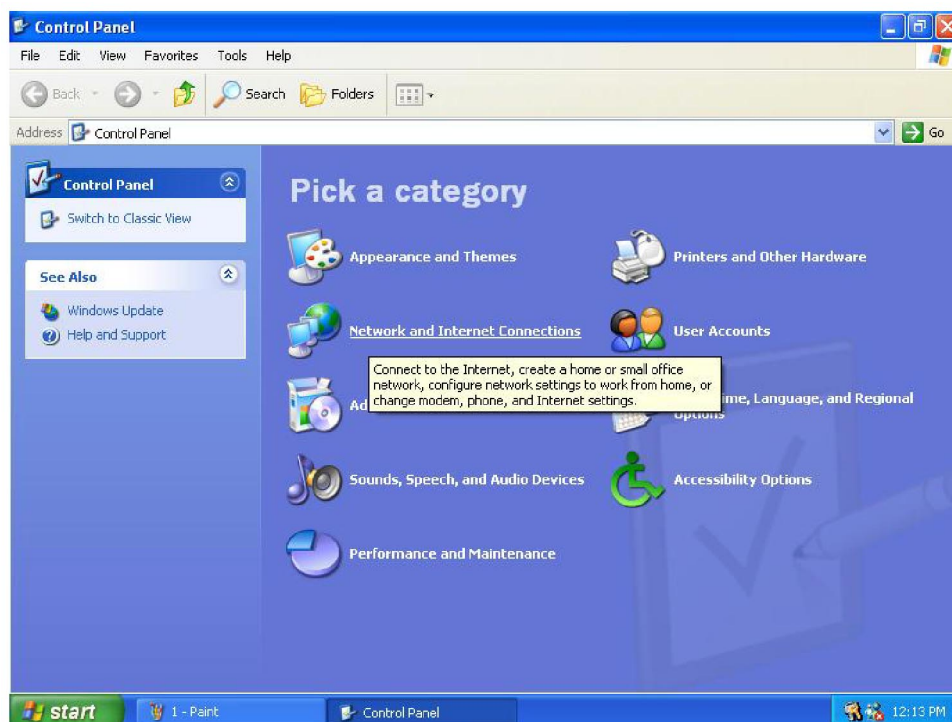 Control Panel
File Edit View Favorites Tools Help
Back Search Folders
Address Control Panel Go
Control Panel
Switch to Classic View
See Also
Windows Update
Help and Support
Pick a category
Appearance and Themes
Printers and Other Hardware
Network and Internet Connections
User Accounts
Connect to the Internet, create a home or small office
network, configure network settings to work from home, or
change modem, phone, and Internet settings.
Language, and Regional
Options
Sounds, Speech, and Audio Devices
Accessibility Options
Performance and Maintenance
start 1 - Paint Control Panel 12:13 PM